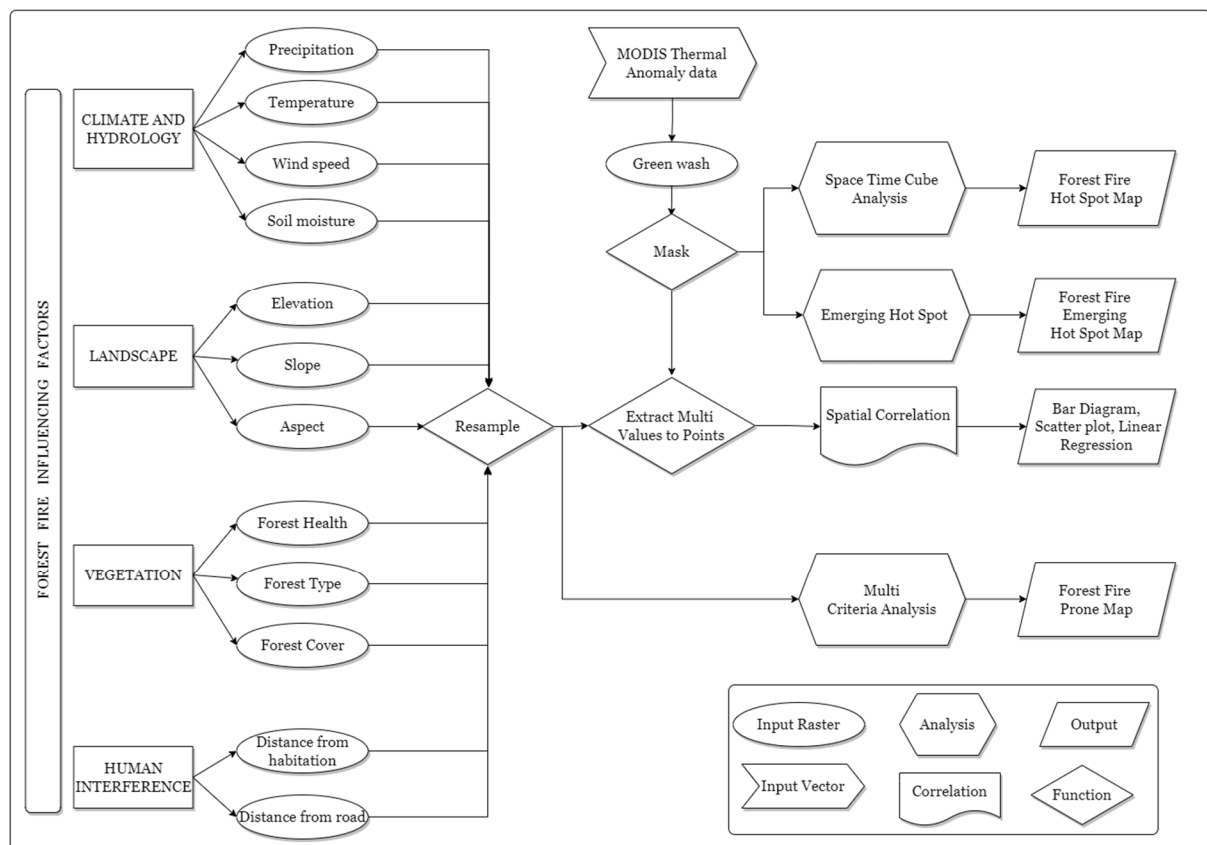 FOREST FIRE INFLUENCING FACTORS
CLIMATE AND
HYDROLOGY
Precipitation
Temperature
Wind speed
Soil moisture
LANDSCAPE
Elevation
Slope
Aspect
VEGETATION
Forest Health
Forest Type
Forest Cover
HUMAN
INTERFERENCE
Distance from
habitation
Distance from road
Resample
MODIS Thermal
Anomaly data
Green wash
Mask
Extract Multi
Values to Points
Space Time Cube
Analysis
Forest Fire
Hot Spot Map
Emerging Hot Spot
Forest Fire
Emerging
Hot Spot Map
Spatial Correlation
Bar Diagram,
Scatter plot, Linear
Regression
Multi
Criteria Analysis
Forest Fire
Prone Map
Input Raster
Analysis
Output
Input Vector
Correlation
Function